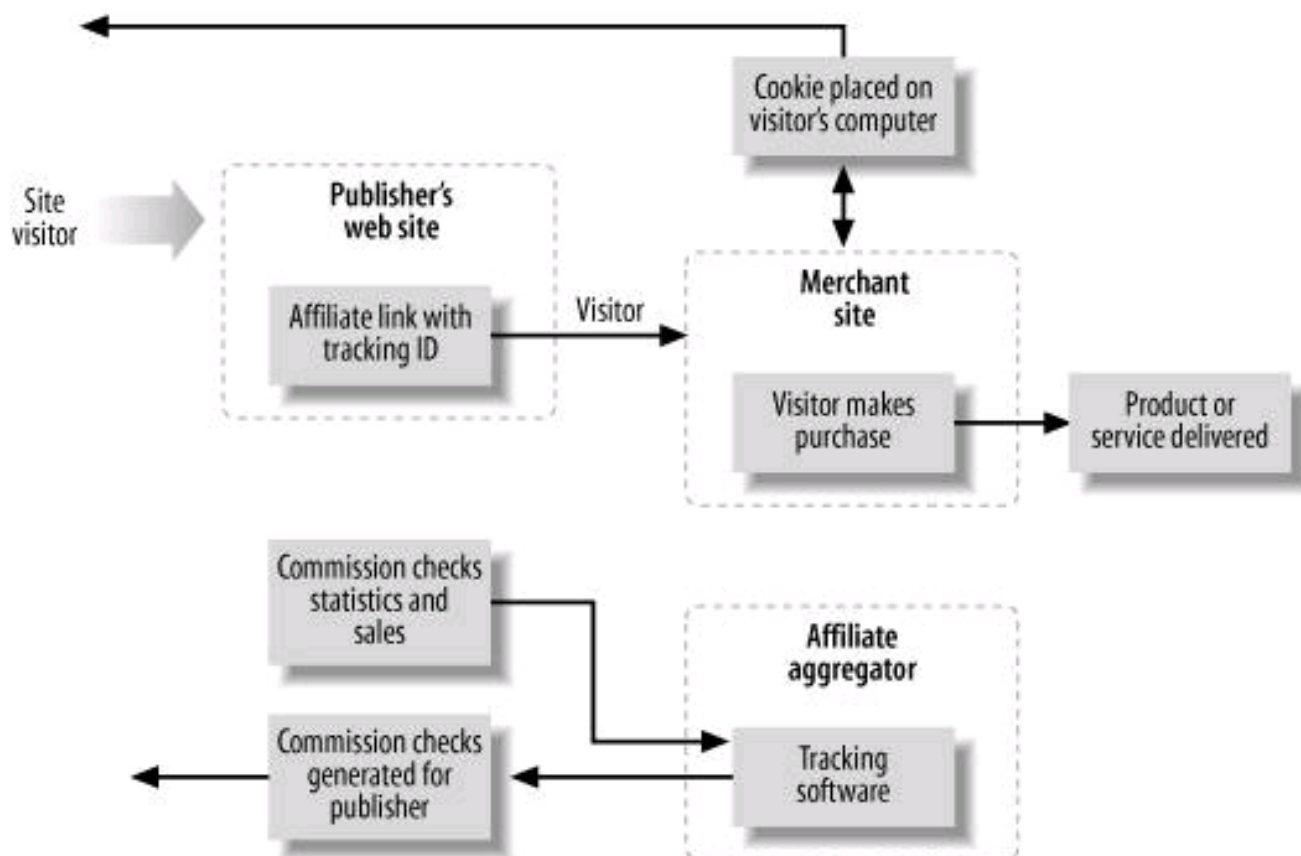 Cookie placed on
visitor's computer
Site
visitor
Publisher's
web site
Affiliate link with
tracking ID
Visitor
Merchant
site
Visitor makes
purchase
Product or
service delivered
Commission checks
statistics and
sales
Affiliate
aggregator
Commission checks
generated for
publisher
Tracking
software